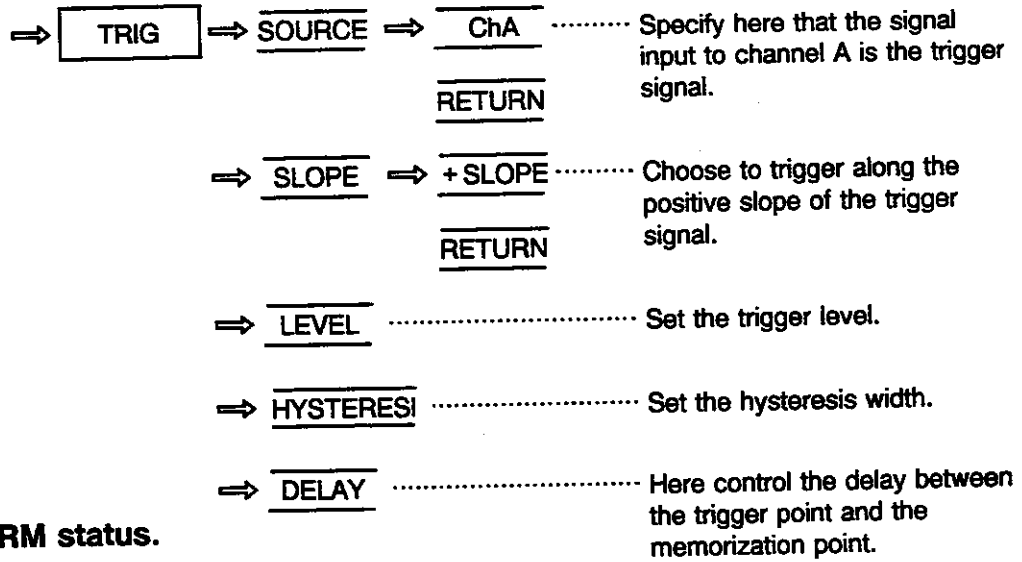 ⇒ TRIG ⇒ SOURCE ⇒ ChA ·········· Specify here that the signal
input to channel A is the trigger
signal.
RETURN
⇒ SLOPE ⇒ +SLOPE ·········· Choose to trigger along the
positive slope of the trigger
signal.
RETURN
⇒ LEVEL ····························· Set the trigger level.
⇒ HYSTERESI ························ Set the hysteresis width.
⇒ DELAY ····························· Here control the delay between
the trigger point and the
memorization point.
RM status.